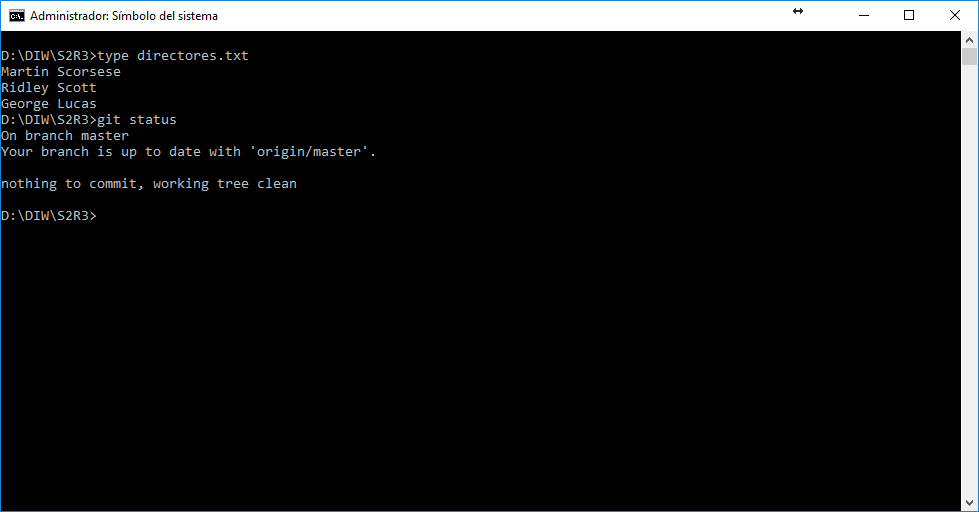 Administrador: Símbolo del sistema
D:\DIW\S2R3>type directores.txt
Martin Scorsese
Ridley Scott
George Lucas
D:\DIW\S2R3>git status
On branch master
Your branch is up to date with 'origin/master'.
nothing to commit, working tree clean
D:\DIW\S2R3>